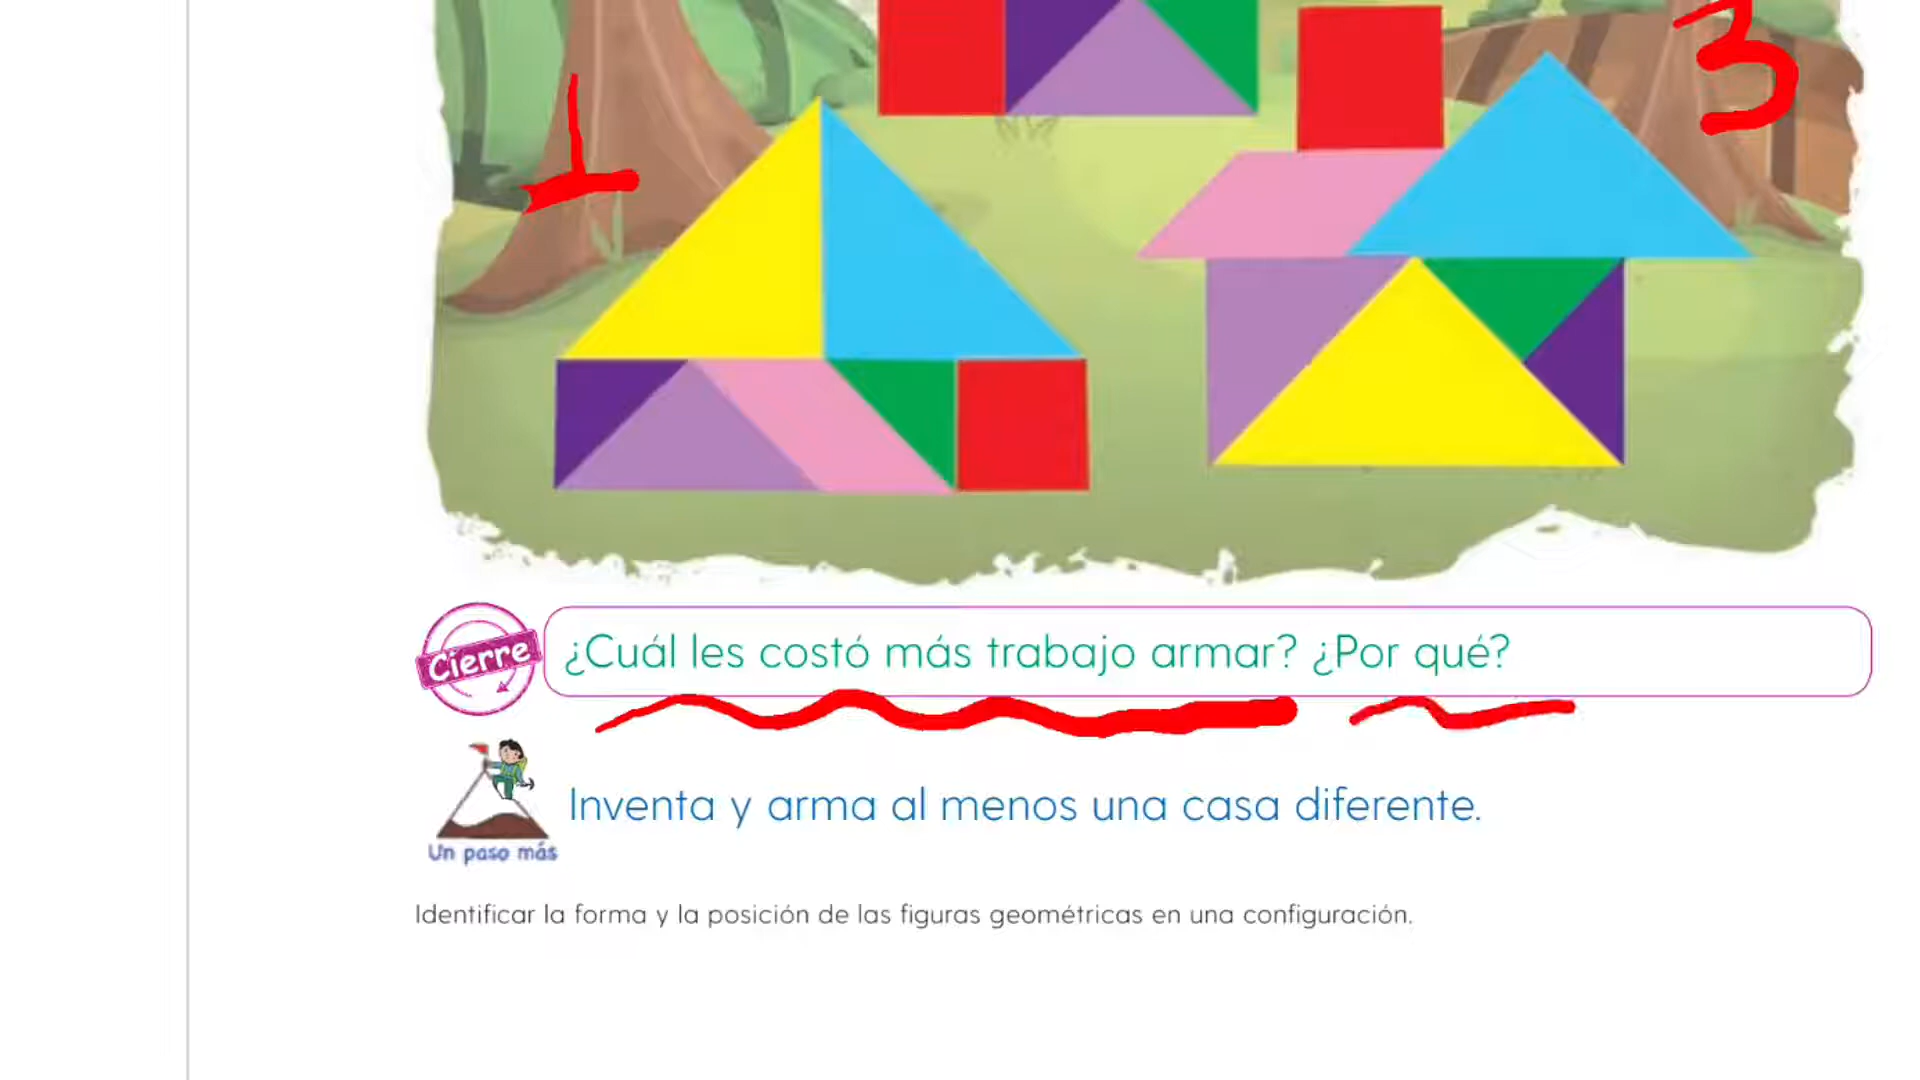 3
1
¿Cuál les costó más trabajo armar? ¿Por qué?
Cierre
Inventa y arma al menos una casa diferente.
Un paso más
Identificar la forma y la posición de las figuras geométricas en una configuración.